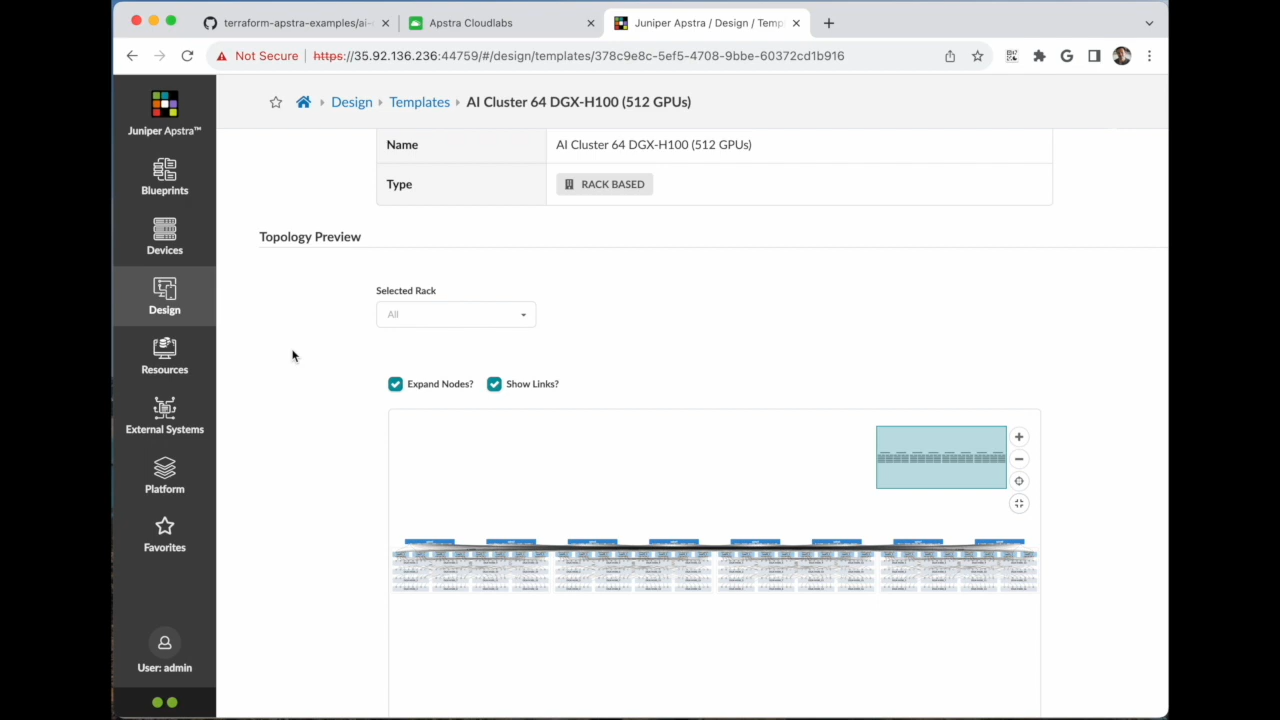 terraform-apstra-examples/ai-
Apstra Cloudlabs
Juniper Apstra / Design / Temp
Not Secure
https://35.92.136.236:44759/#/design/templates/378c9e8c-5ef5-4708-9bbe-60372cd1b916
Juniper Apstra™
Blueprints
Devices
Design
Resources
External Systems
Platform
Favorites
User: admin
Design
Templates
AI Cluster 64 DGX-H100 (512 GPUs)
Name
AI Cluster 64 DGX-H100 (512 GPUs)
Type
RACK BASED
Topology Preview
Selected Rack
All
Expand Nodes?
Show Links?